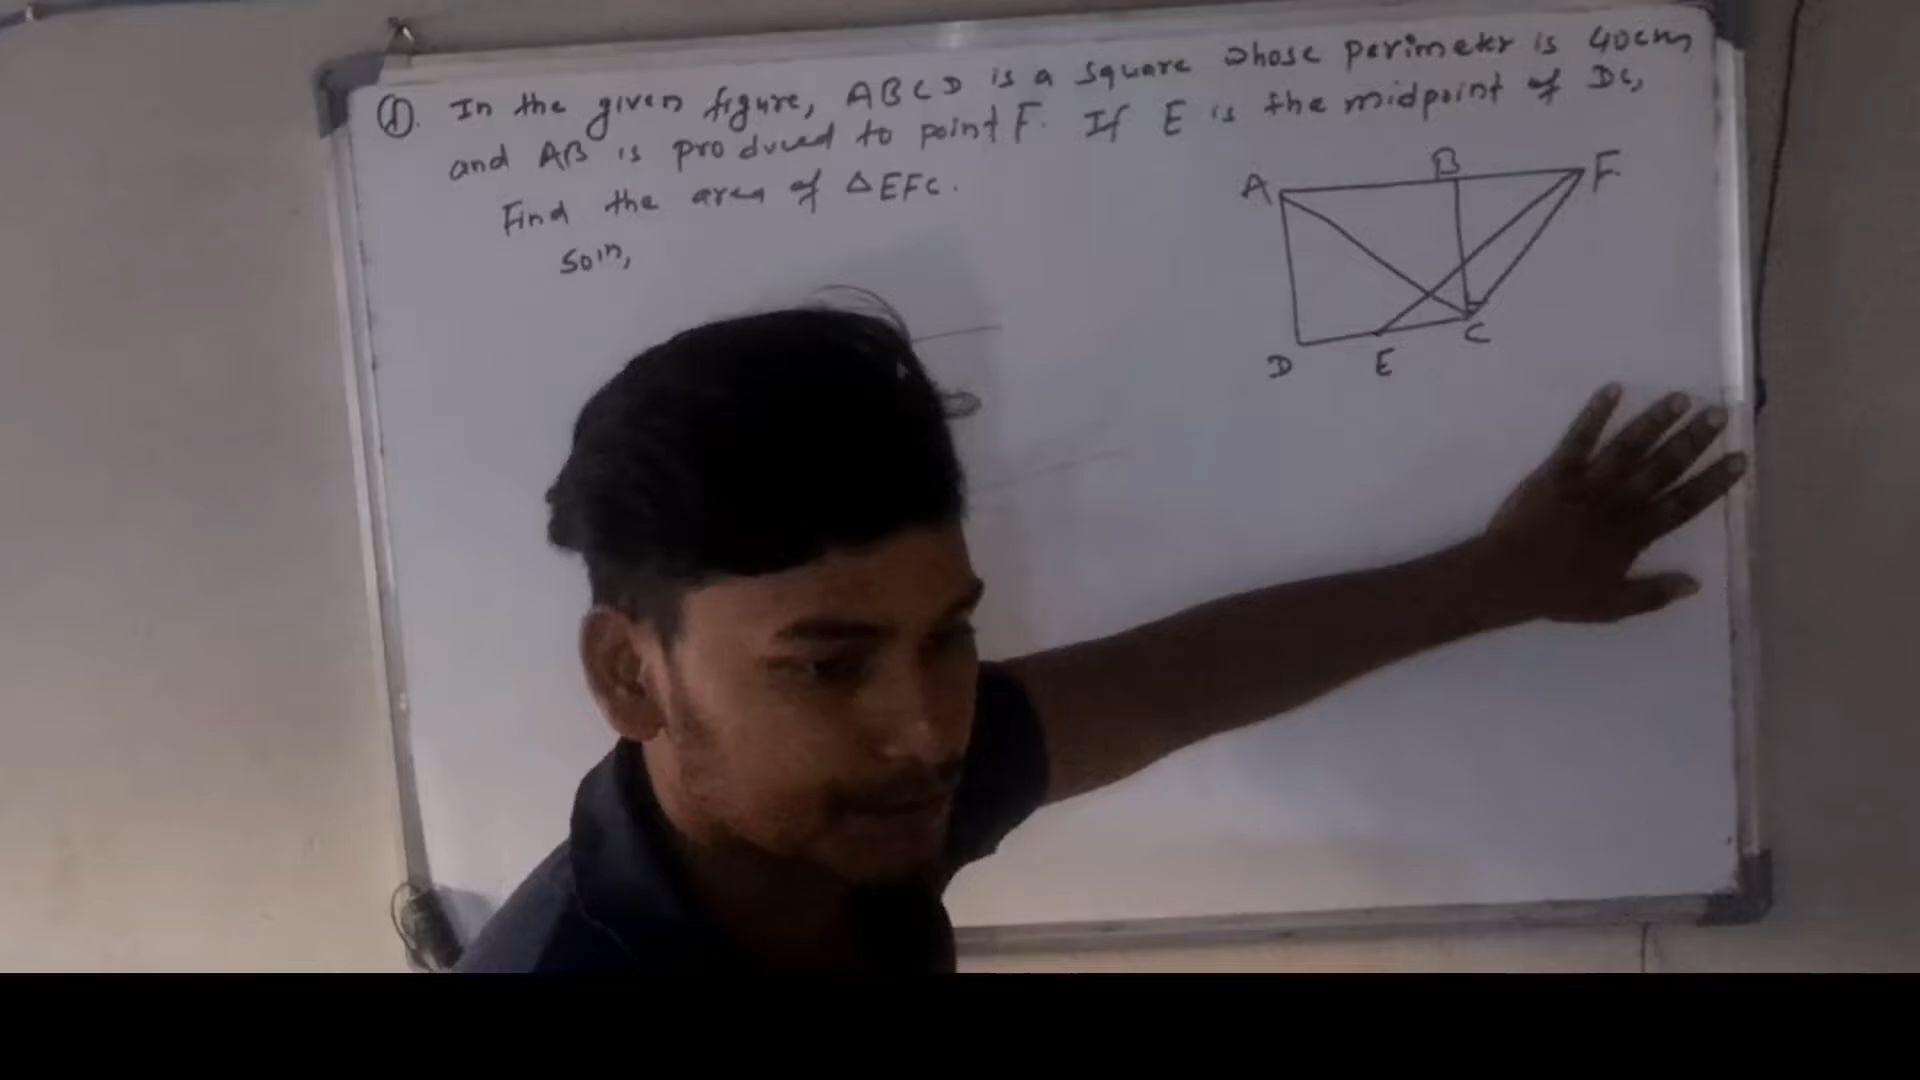 ①. In the given figure, ABCD is a square whose perimeter is 40cm
and AB is produced to point F. If E is the midpoint of DC,
Find the area of △EFC.
Soln,
A B F
D E C